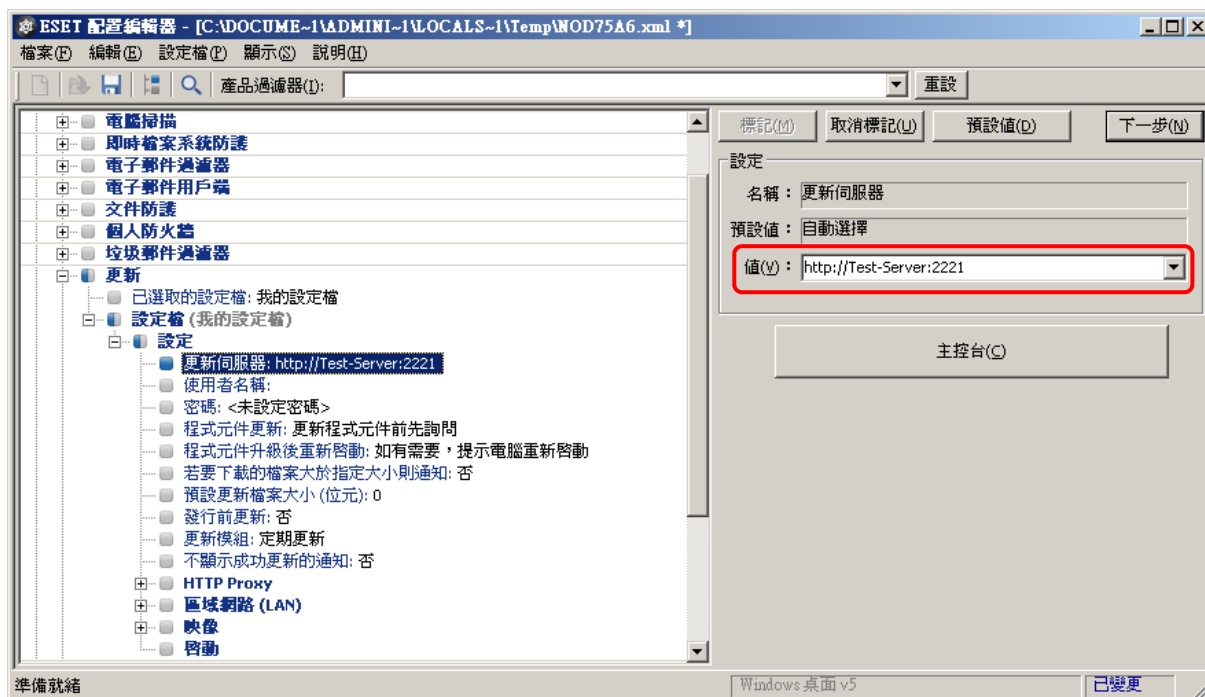 ESET 配置編輯器 - [C:\DOCUME~1\ADMINI~1\LOCALS~1\Temp\NOD75A6.xml *]
檔案(F) 編輯(E) 設定檔(P) 顯示(S) 說明(H)
產品過濾器(I): 重設
電腦掃描
即時檔案系統防護
電子郵件過濾器
電子郵件用戶端
文件防護
個人防火牆
垃圾郵件過濾器
更新
已選取的設定檔: 我的設定檔
設定檔 (我的設定檔)
設定
更新伺服器: http://Test-Server:2221
使用者名稱:
密碼: <未設定密碼>
程式元件更新: 更新程式元件前先詢問
程式元件升級後重新啟動: 如有需要,提示電腦重新啟動
若要下載的檔案大於指定大小則通知: 否
預設更新檔案大小 (位元): 0
發行前更新: 否
更新模組: 定期更新
不顯示成功更新的通知: 否
HTTP Proxy
區域網路 (LAN)
映像
啟動
標記(M) 取消標記(U) 預設值(D) 下一步(N)
設定
名稱: 更新伺服器
預設值: 自動選擇
值(V): http://Test-Server:2221
主控台(C)
準備就緒 Windows 桌面 v5 已變更